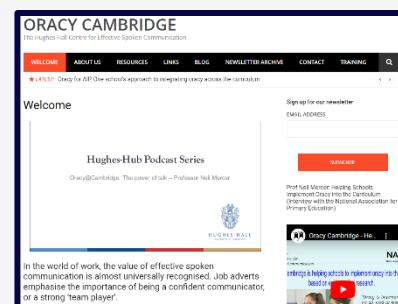 ORACY CAMBRIDGE
The Hughes Hall Centre for Effective Spoken Communication
WELCOME ABOUT US RESOURCES LINKS BLOG NEWSLETTER ARCHIVE CONTACT TRAINING
LATEST: Oracy for All? One school's approach to integrating oracy across the curriculum
Welcome
Hughes-Hub Podcast Series
Oracy@Cambridge: The power of talk – Professor Neil Mercer
HUGHES HALL
In the world of work, the value of effective spoken
communication is almost universally recognised. Job adverts
emphasise the importance of being a confident communicator,
or a strong 'team player'.
Sign up for our newsletter
EMAIL ADDRESS
SUBSCRIBE
Prof Neil Mercer: Helping Schools
Implement Oracy Into the Curriculum
(Interview with the National Association for
Primary Education)
Oracy Cambridge - He...
NA
ambridge is helping schools to implement oracy into th